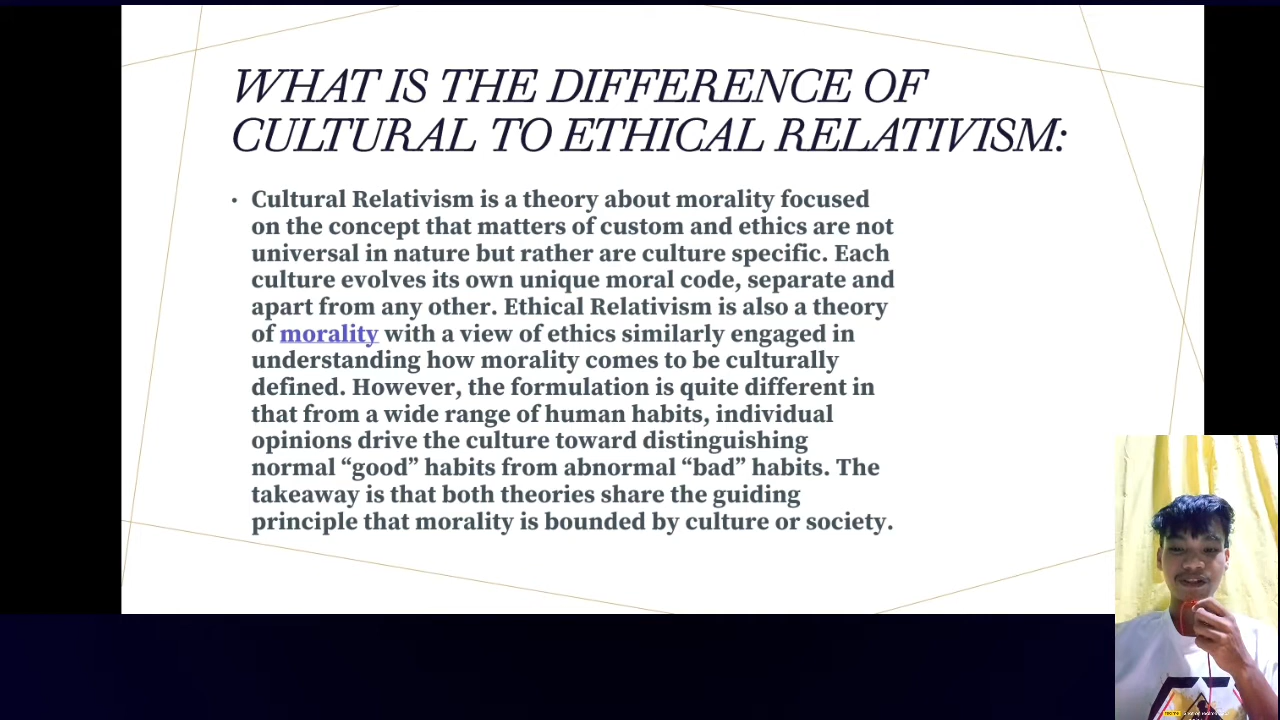 WHAT IS THE DIFFERENCE OF
CULTURAL TO ETHICAL RELATIVISM:
• Cultural Relativism is a theory about morality focused
on the concept that matters of custom and ethics are not
universal in nature but rather are culture specific. Each
culture evolves its own unique moral code, separate and
apart from any other. Ethical Relativism is also a theory
of morality with a view of ethics similarly engaged in
understanding how morality comes to be culturally
defined. However, the formulation is quite different in
that from a wide range of human habits, individual
opinions drive the culture toward distinguishing
normal “good” habits from abnormal “bad” habits. The
takeaway is that both theories share the guiding
principle that morality is bounded by culture or society.